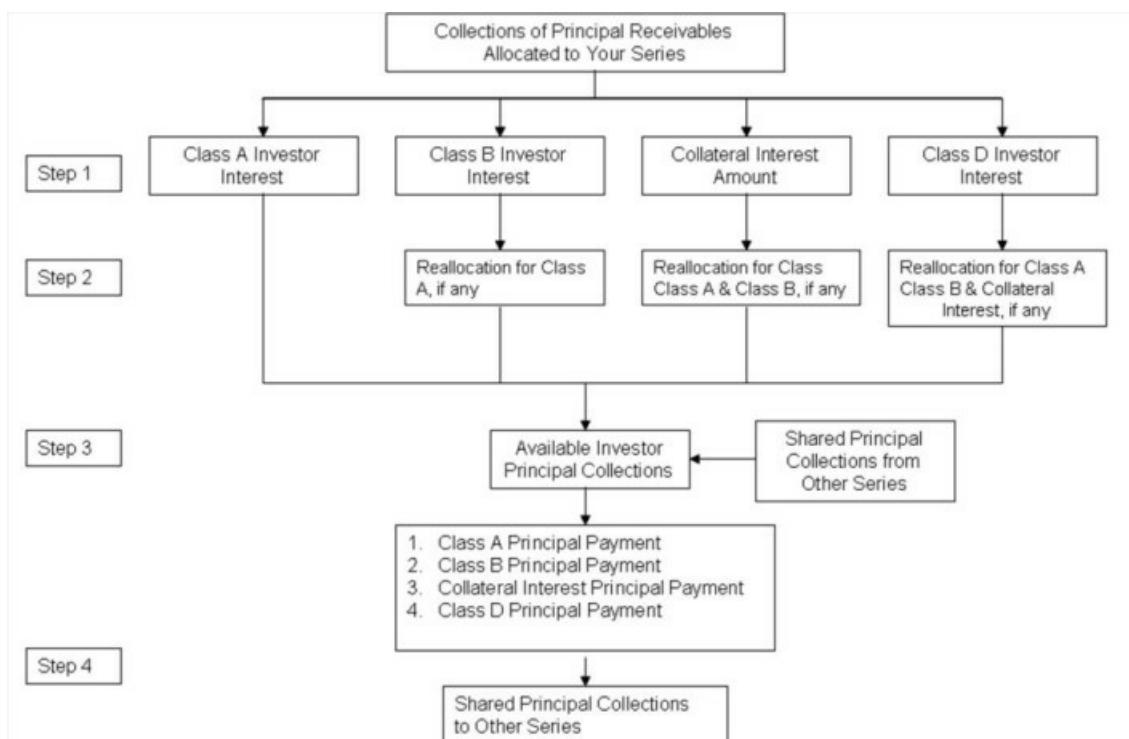 Collections of Principal Receivables
Allocated to Your Series
Step 1
Class A Investor
Interest
Class B Investor
Interest
Collateral Interest
Amount
Class D Investor
Interest
Step 2
Reallocation for Class
A, if any
Reallocation for Class
Class A & Class B, if any
Reallocation for Class A
Class B & Collateral
Interest, if any
Step 3
Available Investor
Principal Collections
Shared Principal
Collections from
Other Series
1. Class A Principal Payment
2. Class B Principal Payment
3. Collateral Interest Principal Payment
4. Class D Principal Payment
Step 4
Shared Principal Collections
to Other Series